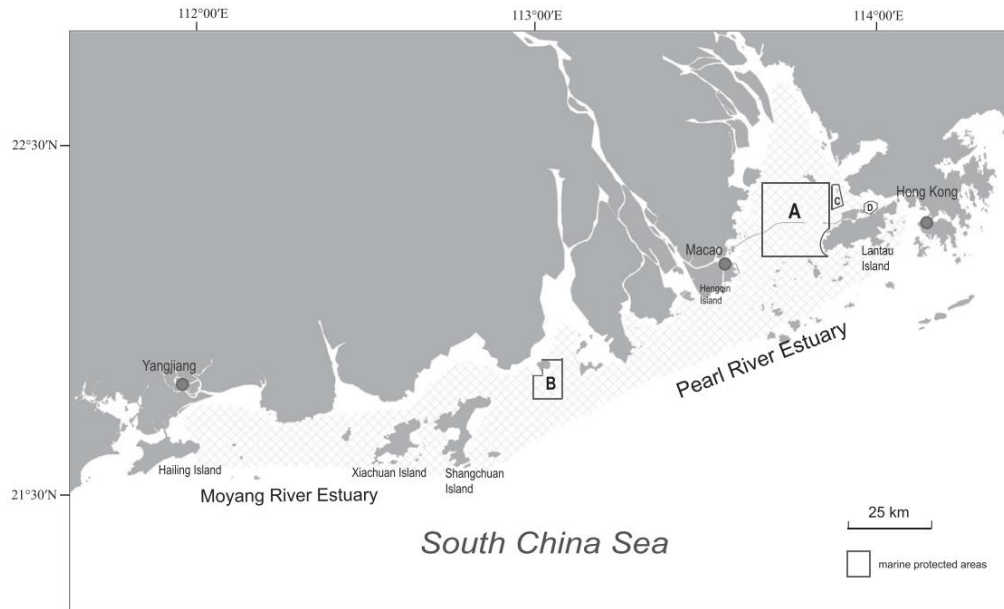 112°00'E
113°00'E
114°00'E
22°30'N
21°30'N
A
C
D
Hong Kong
Macao
Lantau
Island
Hengqin
Island
Pearl River Estuary
Yangjiang
B
Hailing Island
Xiachuan Island
Shangchuan
Island
Moyang River Estuary
South China Sea
25 km
marine protected areas